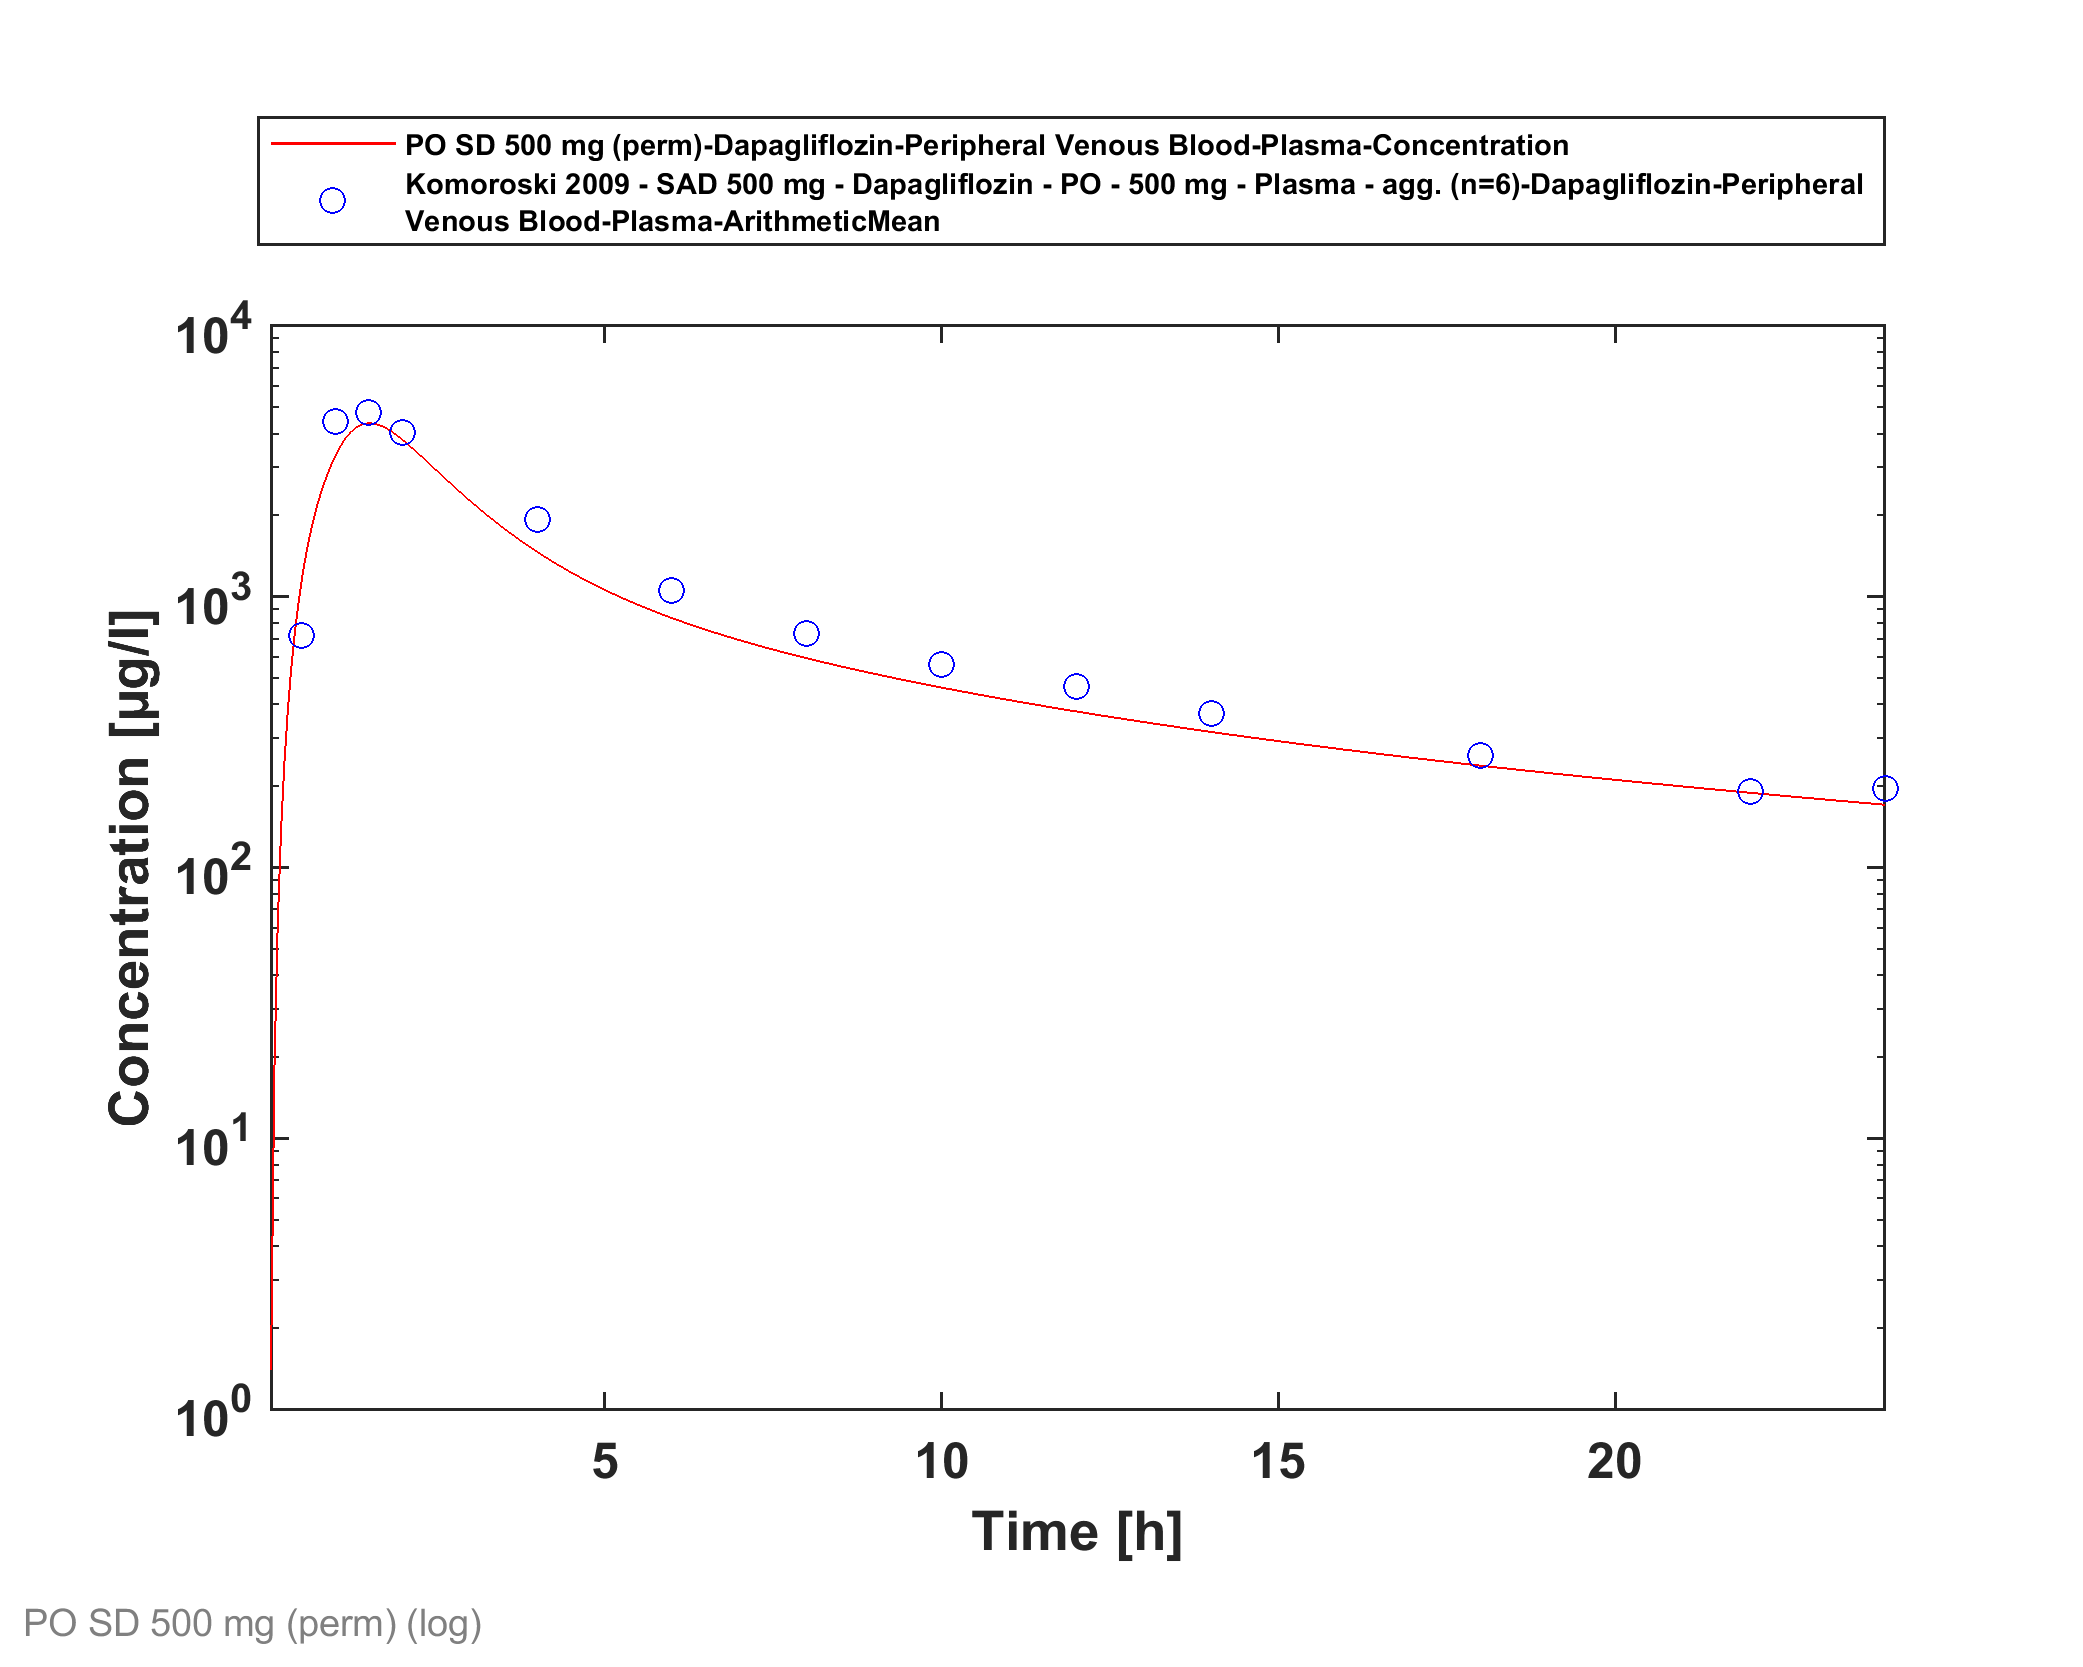 PO SD 500 mg (perm)-Dapagliflozin-Peripheral Venous Blood-Plasma-Concentration
Komoroski 2009 - SAD 500 mg - Dapagliflozin - PO - 500 mg - Plasma - agg. (n=6)-Dapagliflozin-Peripheral
Venous Blood-Plasma-ArithmeticMean
10^4
10^3
10^2
10^1
10^0
Concentration [µg/l]
5 10 15 20
Time [h]
PO SD 500 mg (perm) (log)